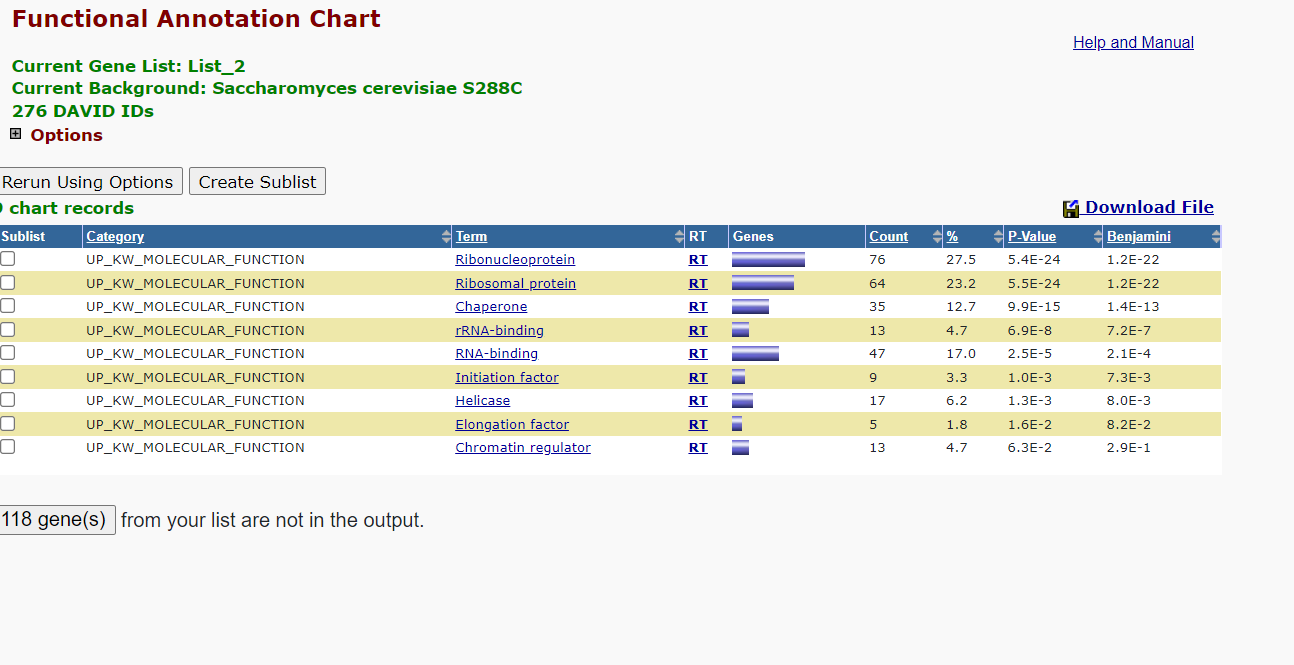 Functional Annotation Chart
Help and Manual
Current Gene List: List_2
Current Background: Saccharomyces cerevisiae S288C
276 DAVID IDs
Options
Rerun Using Options Create Sublist
chart records Download File
Sublist Category Term RT Genes Count % P-Value Benjamini
UP_KW_MOLECULAR_FUNCTION Ribonucleoprotein RT 76 27.5 5.4E-24 1.2E-22
UP_KW_MOLECULAR_FUNCTION Ribosomal protein RT 64 23.2 5.5E-24 1.2E-22
UP_KW_MOLECULAR_FUNCTION Chaperone RT 35 12.7 9.9E-15 1.4E-13
UP_KW_MOLECULAR_FUNCTION rRNA-binding RT 13 4.7 6.9E-8 7.2E-7
UP_KW_MOLECULAR_FUNCTION RNA-binding RT 47 17.0 2.5E-5 2.1E-4
UP_KW_MOLECULAR_FUNCTION Initiation factor RT 9 3.3 1.0E-3 7.3E-3
UP_KW_MOLECULAR_FUNCTION Helicase RT 17 6.2 1.3E-3 8.0E-3
UP_KW_MOLECULAR_FUNCTION Elongation factor RT 5 1.8 1.6E-2 8.2E-2
UP_KW_MOLECULAR_FUNCTION Chromatin regulator RT 13 4.7 6.3E-2 2.9E-1
118 gene(s) from your list are not in the output.